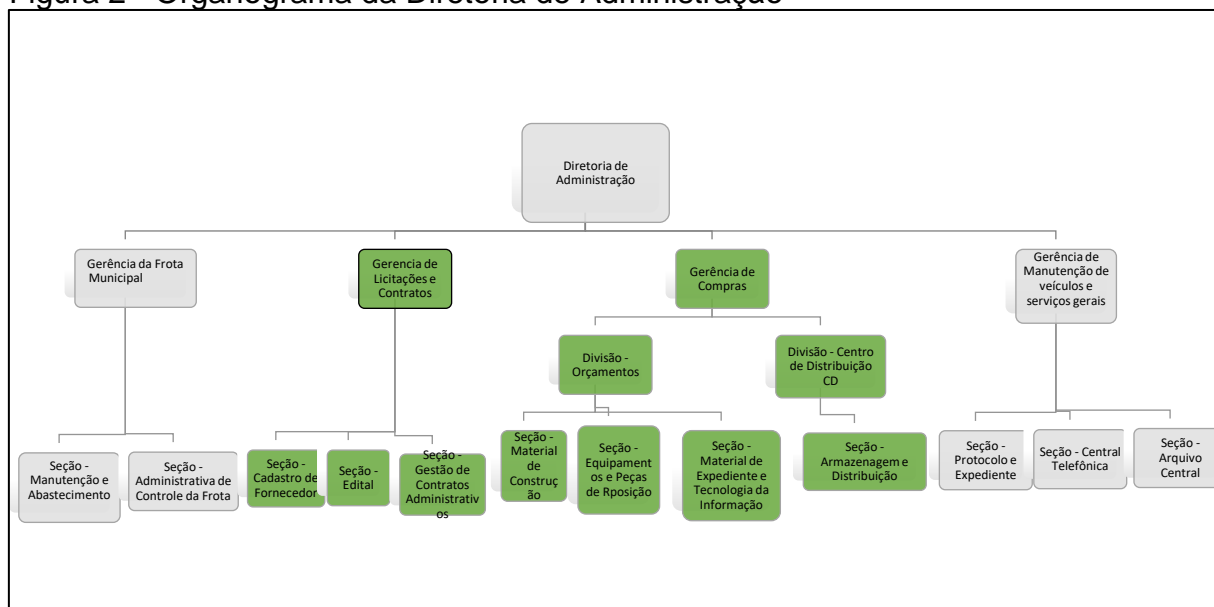 Figura 2 - Organograma da Diretoria de Administração
Diretoria de
Administração
Gerência da Frota
Municipal
Gerencia de
Licitações e
Contratos
Gerência de
Compras
Gerência de
Manutenção de
veículos e
serviços gerais
Divisão -
Orçamentos
Divisão - Centro
de Distribuição
CD
Seção -
Manutenção e
Abastecimento
Seção -
Administrativa de
Controle da Frota
Seção -
Cadastro de
Fornecedor
Seção -
Edital
Seção -
Gestão de
Contratos
Administrativ
os
Seção -
Material
de
Construç
ão
Seção -
Equipament
os e Peças
de Rposição
Seção -
Material de
Expediente e
Tecnologia da
Informação
Seção -
Armazenagem e
Distribuição
Seção -
Protocolo e
Expediente
Seção - Central
Telefônica
Seção -
Arquivo
Central